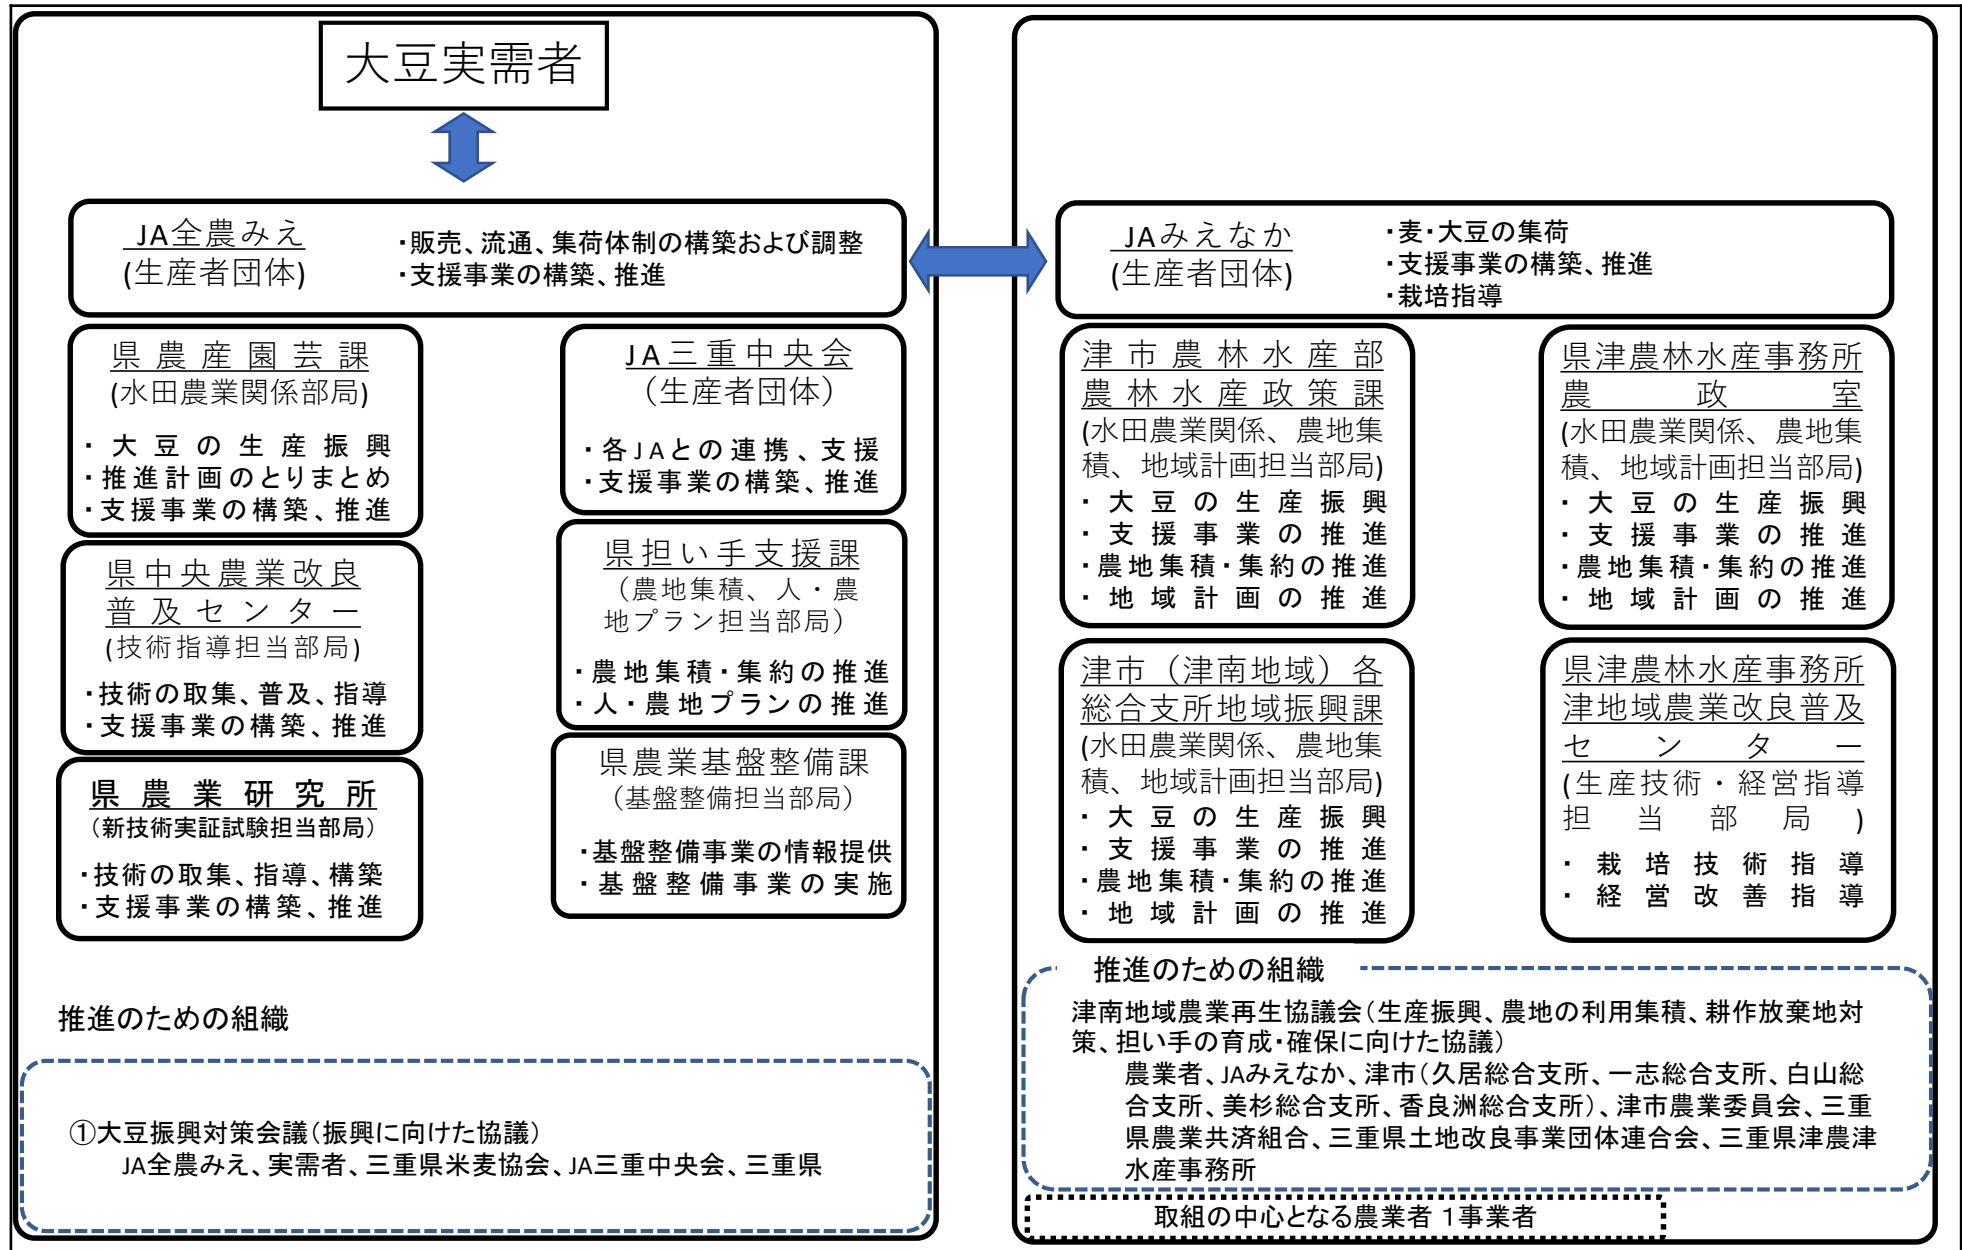 大豆実需者
JA全農みえ
(生産者団体)
・販売、流通、集荷体制の構築および調整
・支援事業の構築、推進
県農産園芸課
(水田農業関係部局)
・大豆の生産振興
・推進計画のとりまとめ
・支援事業の構築、推進
JA三重中央会
（生産者団体）
・各JAとの連携、支援
・支援事業の構築、推進
県中央農業改良
普及センター
(技術指導担当部局)
・技術の取集、普及、指導
・支援事業の構築、推進
県担い手支援課
（農地集積、人・農
地プラン担当部局）
・農地集積・集約の推進
・人・農地プランの推進
県農業研究所
（新技術実証試験担当部局）
・技術の取集、指導、構築
・支援事業の構築、推進
県農業基盤整備課
（基盤整備担当部局）
・基盤整備事業の情報提供
・基盤整備事業の実施
推進のための組織
①大豆振興対策会議（振興に向けた協議）
JA全農みえ、実需者、三重県米麦協会、JA三重中央会、三重県
JAみえなか
(生産者団体)
・麦・大豆の集荷
・支援事業の構築、推進
・栽培指導
津市農林水産部
農林水産政策課
(水田農業関係、農地集
積、地域計画担当部局)
・大豆の生産振興
・支援事業の推進
・農地集積・集約の推進
・地域計画の推進
県津農林水産事務所
農政室
(水田農業関係、農地集
積、地域計画担当部局)
・大豆の生産振興
・支援事業の推進
・農地集積・集約の推進
・地域計画の推進
津市（津南地域）各
総合支所地域振興課
(水田農業関係、農地集
積、地域計画担当部局)
・大豆の生産振興
・支援事業の推進
・農地集積・集約の推進
・地域計画の推進
県津農林水産事務所
津地域農業改良普及
センター
(生産技術・経営指導
担当部局)
・栽培技術指導
・経営改善指導
推進のための組織
津南地域農業再生協議会（生産振興、農地の利用集積、耕作放棄地対
策、担い手の育成・確保に向けた協議）
農業者、JAみえなか、津市（久居総合支所、一志総合支所、白山総
合支所、美杉総合支所、香良洲総合支所）、津市農業委員会、三重
県農業共済組合、三重県土地改良事業団体連合会、三重県津農津
水産事務所
取組の中心となる農業者 1事業者